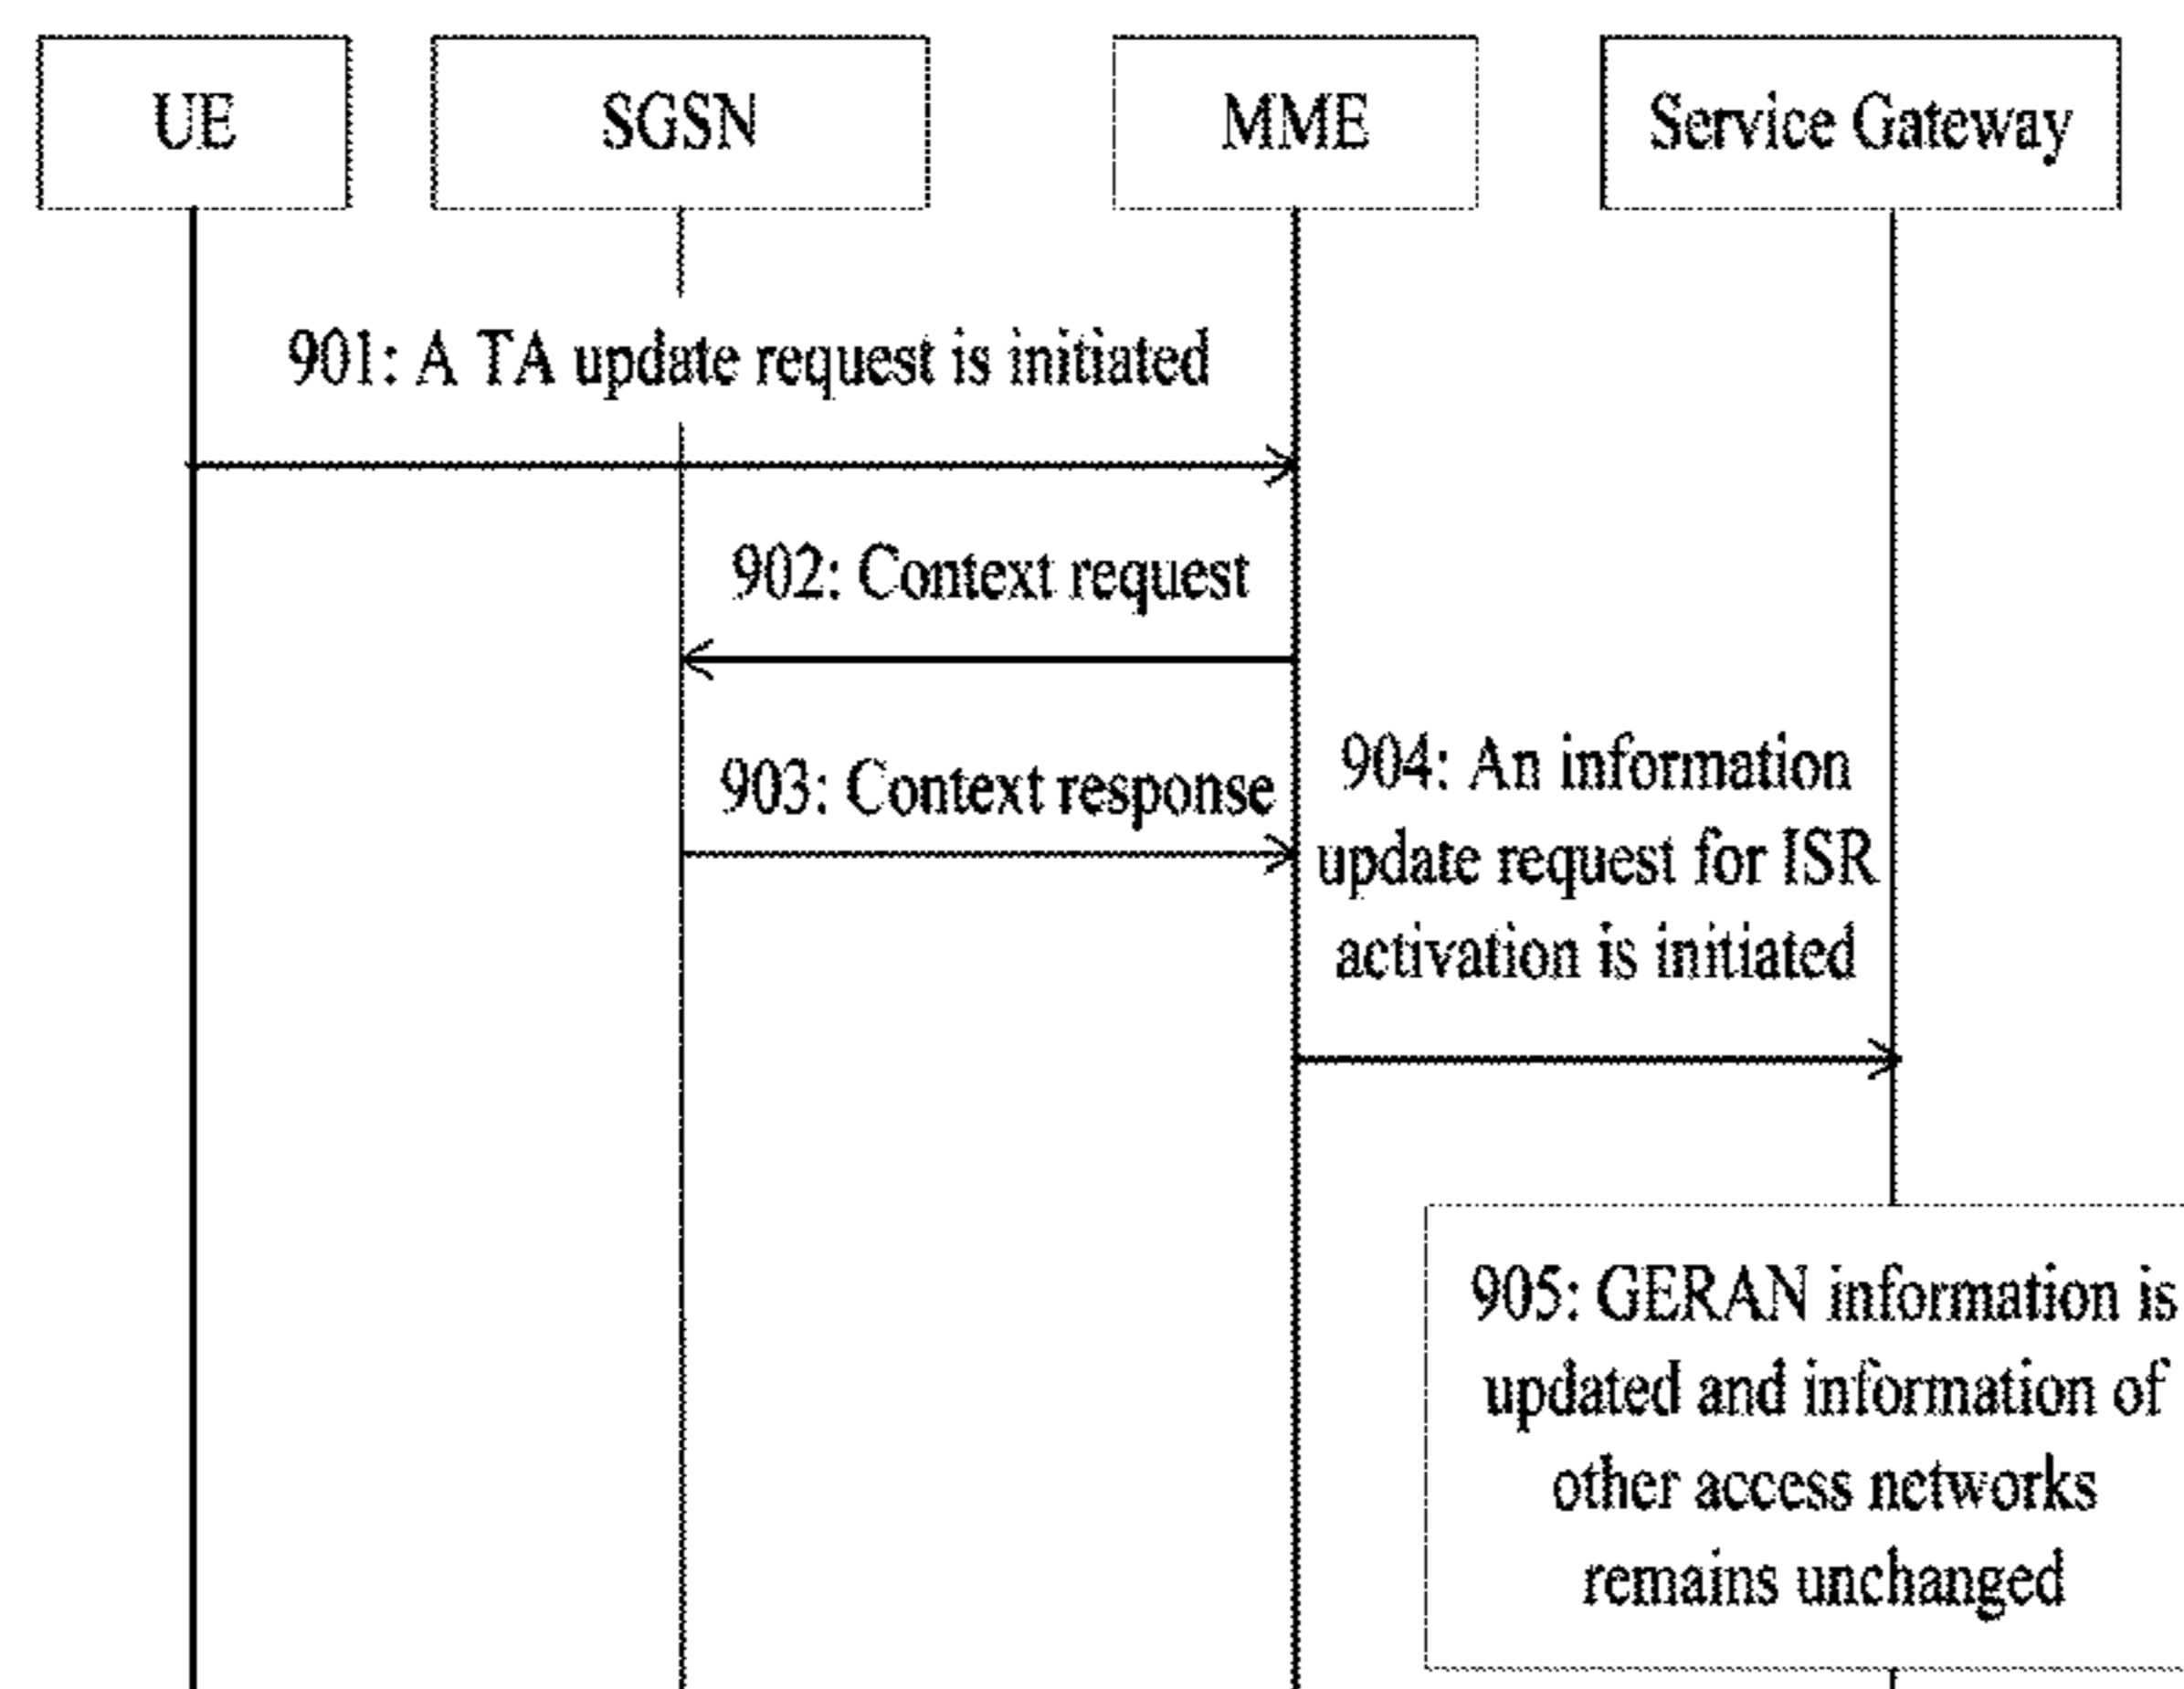 UE
SGSN
MME
Service Gateway
901: A TA update request is initiated
902: Context request
903: Context response
904: An information
update request for ISR
activation is initiated
905: GERAN information is
updated and information of
other access networks
remains unchanged